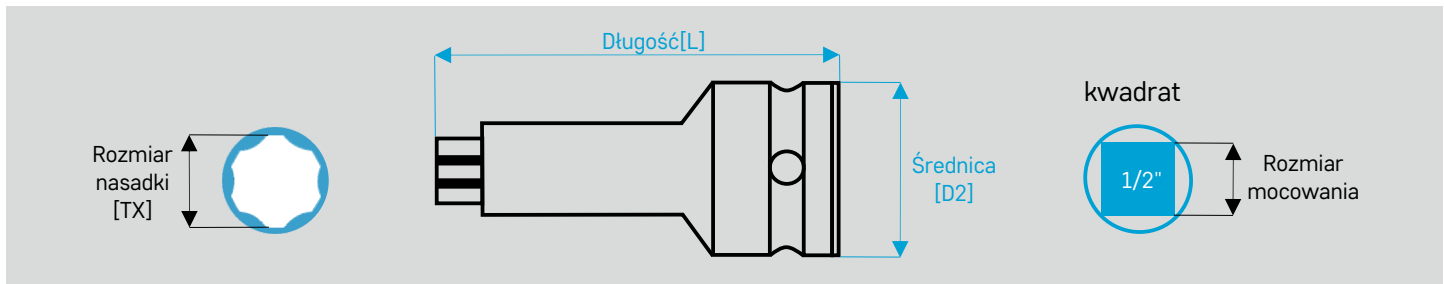 Długość[L]
kwadrat
Rozmiar
nasadki
[TX]
Średnica
[D2]
1/2"
Rozmiar
mocowania